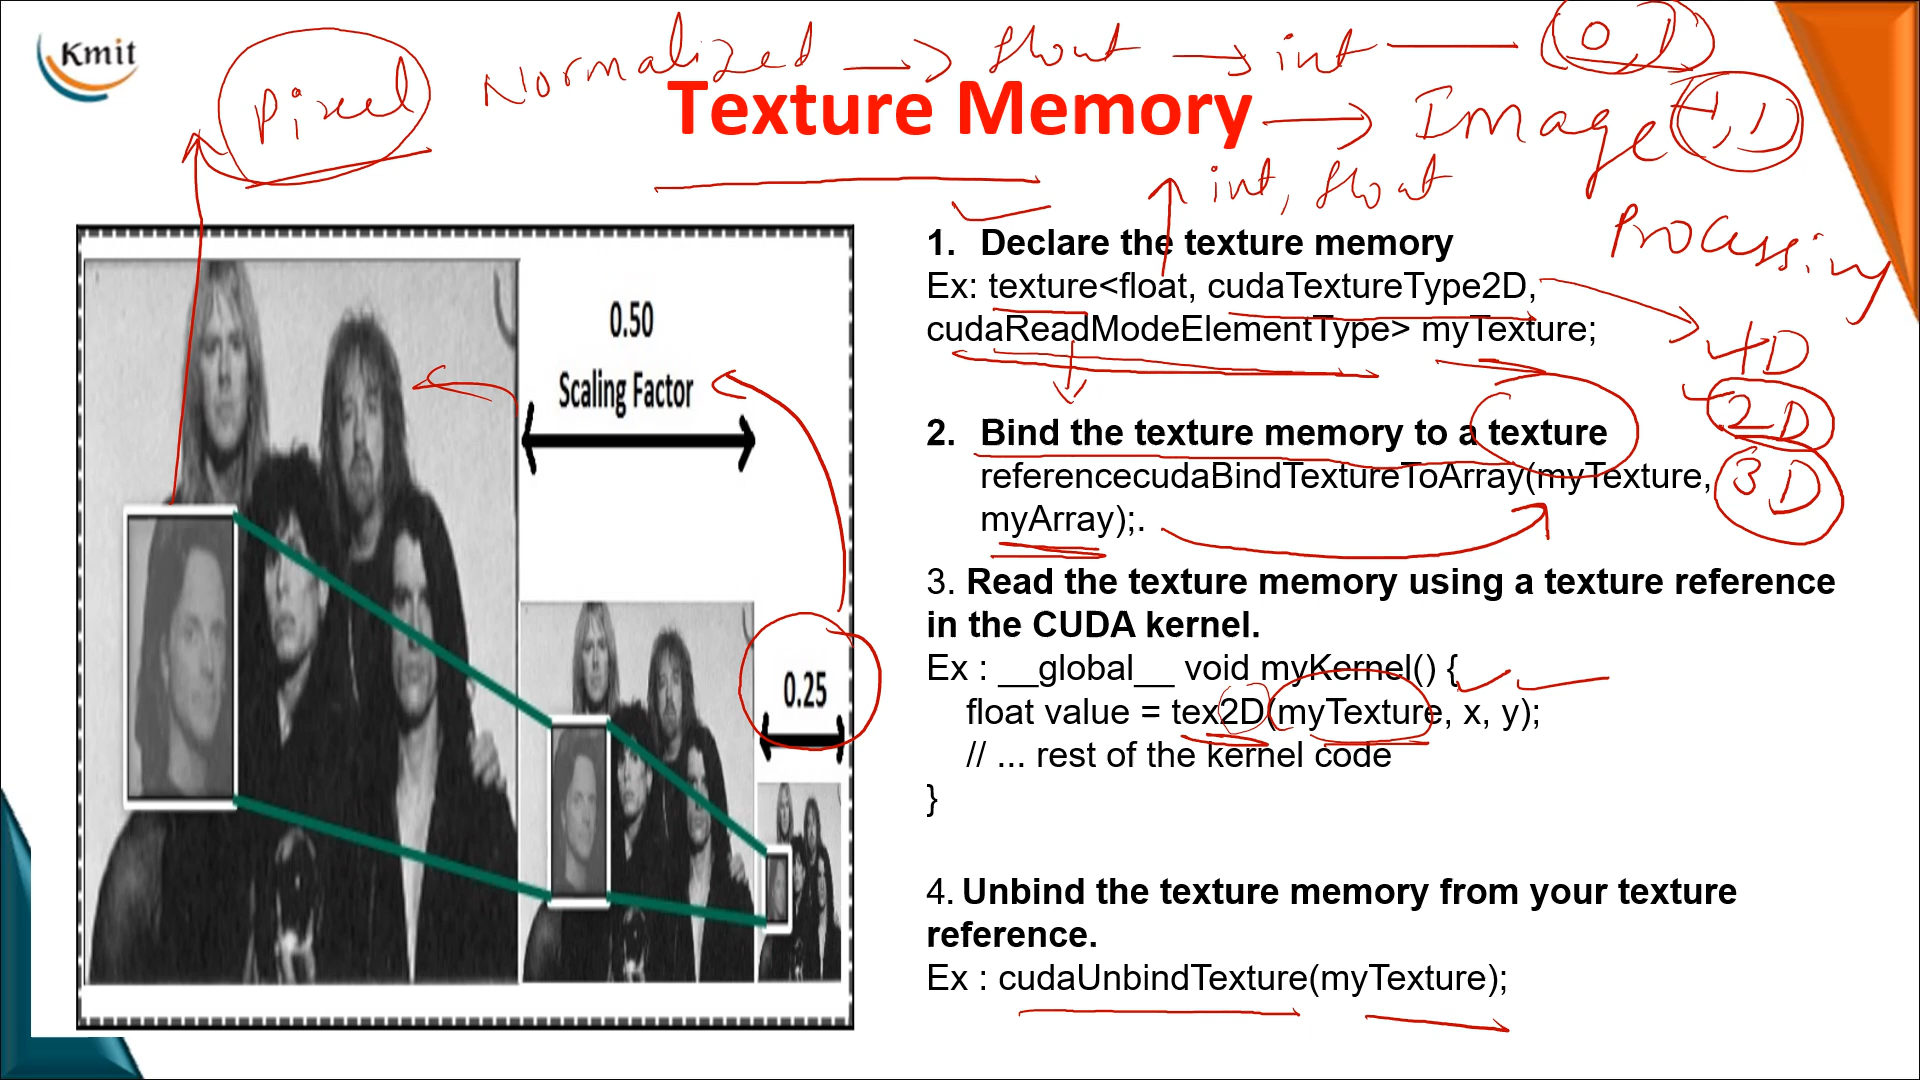 Kmit
Pixel
Normalized → float → int — 0, 1
Texture Memory → Image -1, 1
Processing
int, float
0.50
Scaling Factor
0.25
1. Declare the texture memory
Ex: texture<float, cudaTextureType2D,
cudaReadModeElementType> myTexture;
1D
2D
3D
2. Bind the texture memory to a texture
referencecudaBindTextureToArray(myTexture,
myArray);.
3. Read the texture memory using a texture reference
in the CUDA kernel.
Ex : __global__ void myKernel() {
float value = tex2D(myTexture, x, y);
// ... rest of the kernel code
}
4. Unbind the texture memory from your texture
reference.
Ex : cudaUnbindTexture(myTexture);